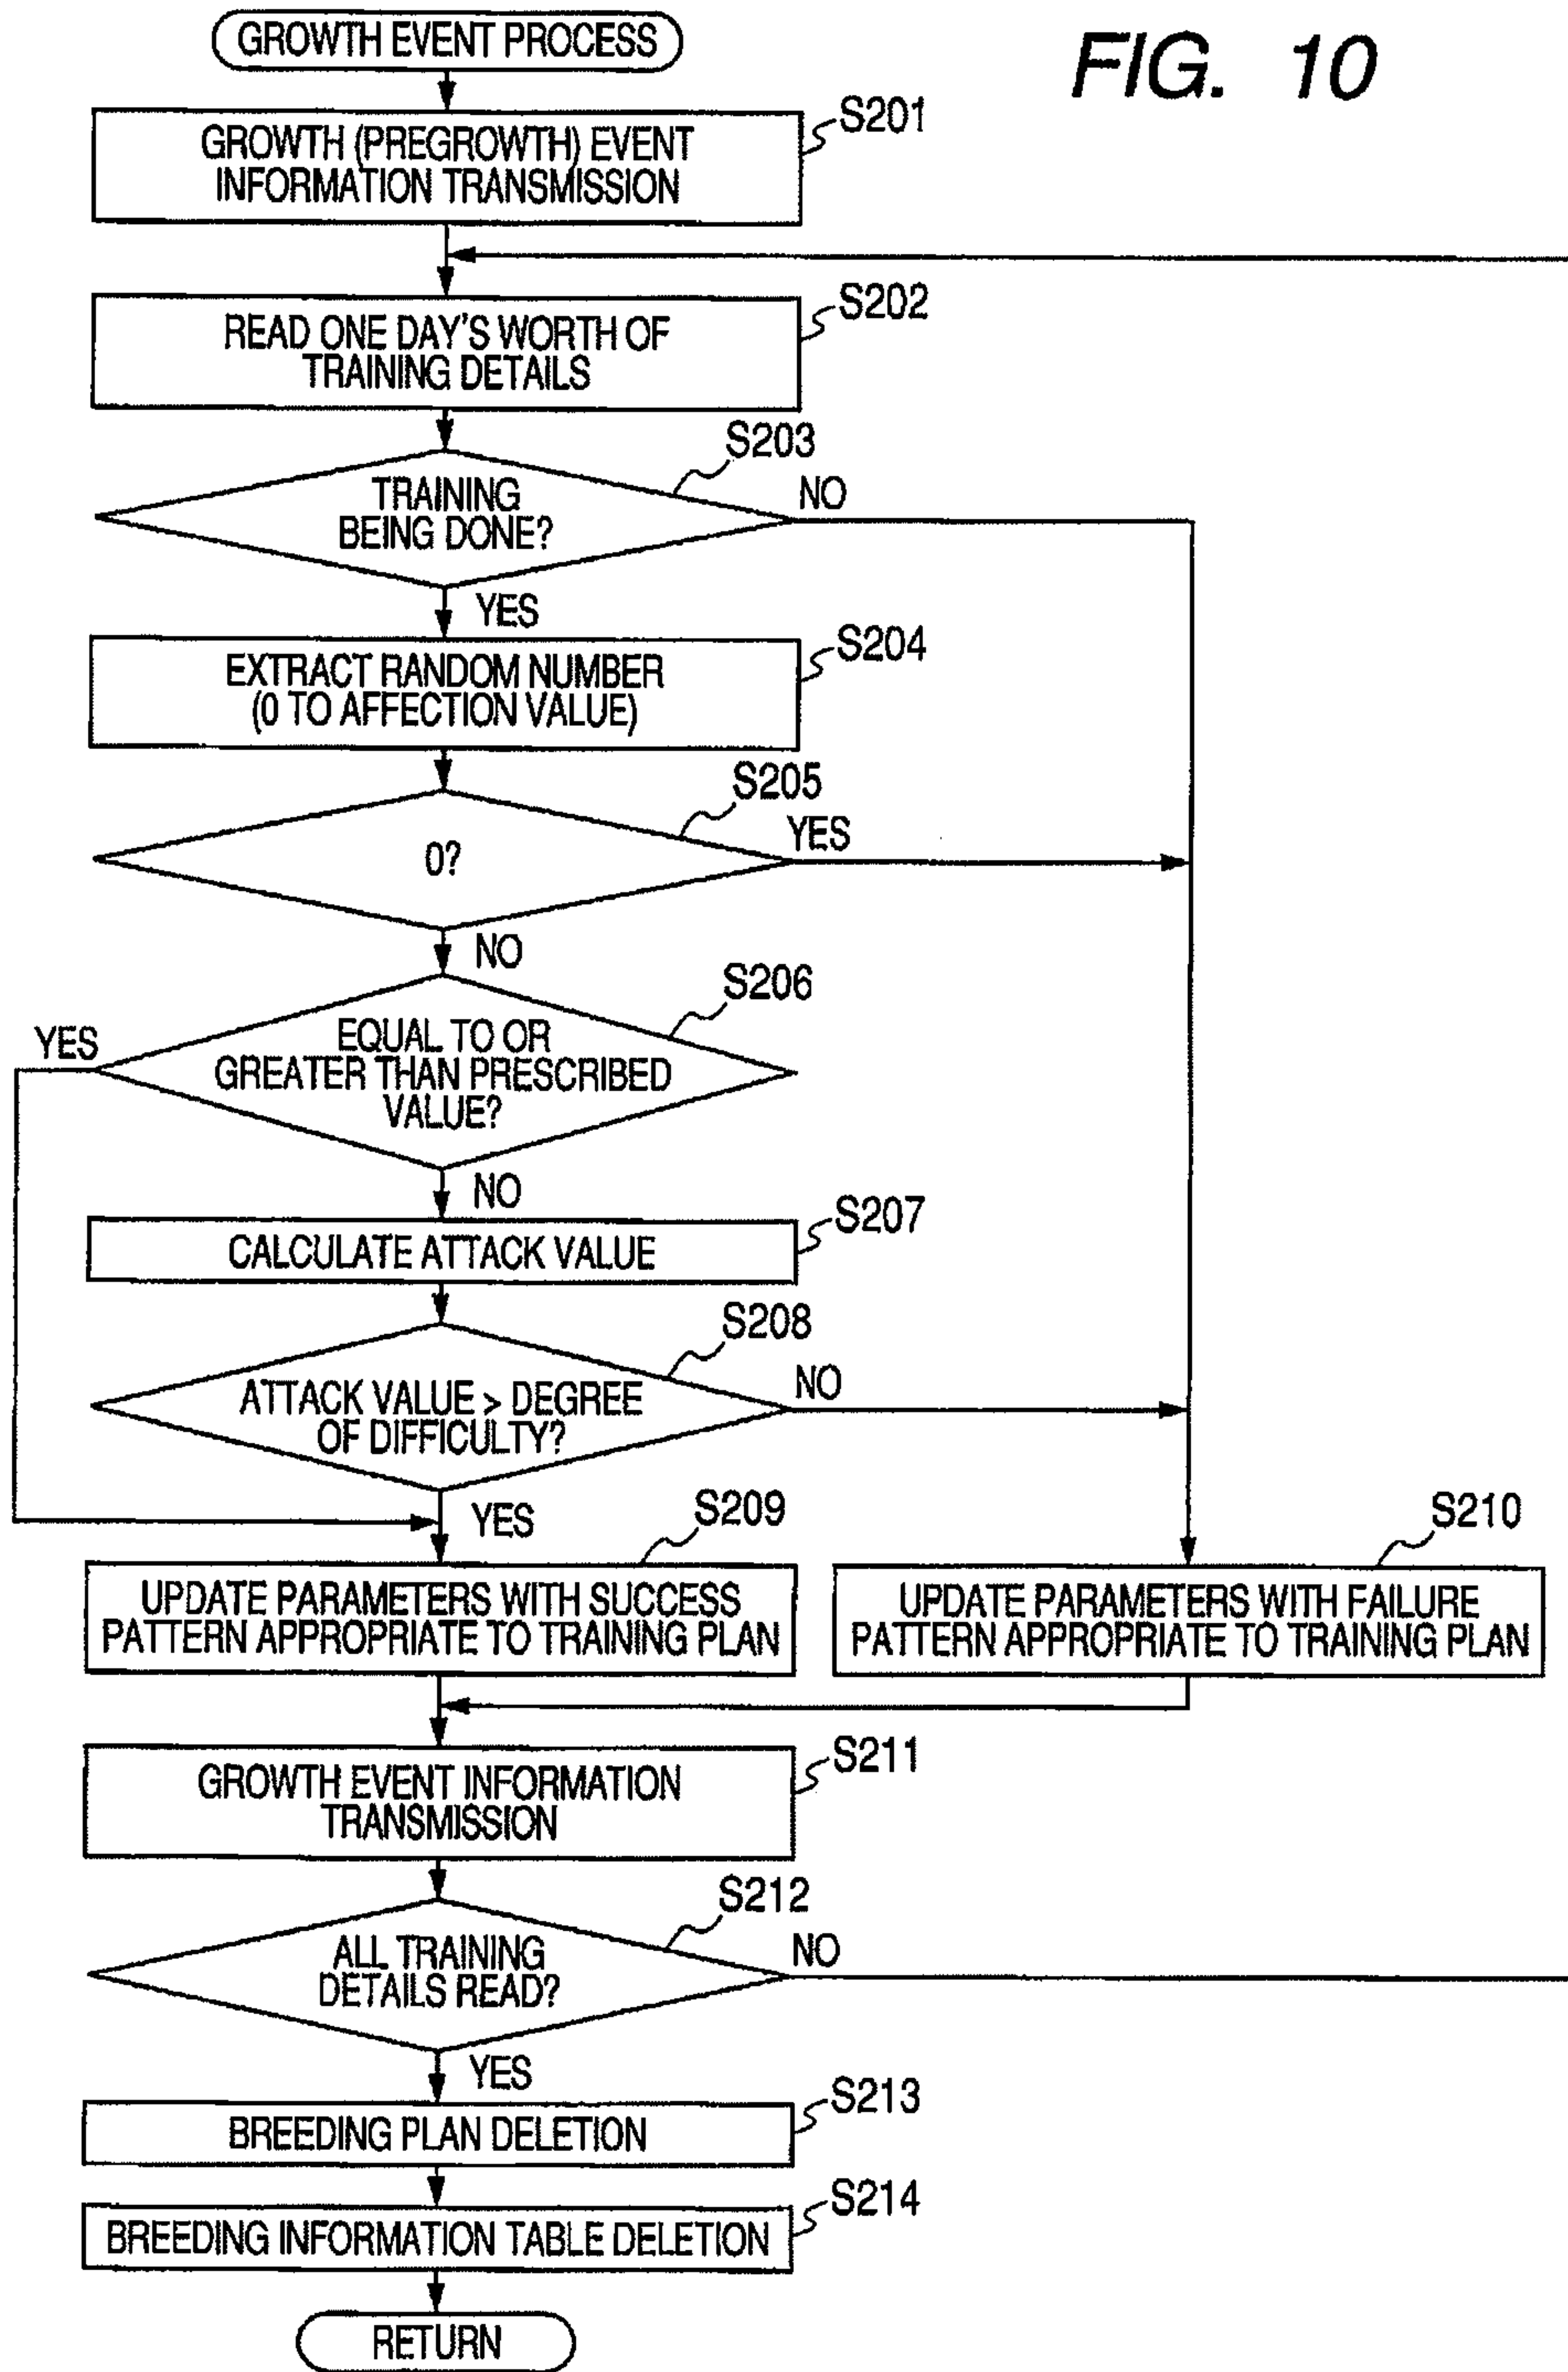 FIG. 10
GROWTH EVENT PROCESS
S201
GROWTH (PREGROWTH) EVENT
INFORMATION TRANSMISSION
S202
READ ONE DAY'S WORTH OF
TRAINING DETAILS
S203
TRAINING
BEING DONE?
NO
YES
S204
EXTRACT RANDOM NUMBER
(0 TO AFFECTION VALUE)
S205
0?
YES
NO
S206
EQUAL TO OR
GREATER THAN PRESCRIBED
VALUE?
YES
NO
S207
CALCULATE ATTACK VALUE
S208
ATTACK VALUE > DEGREE
OF DIFFICULTY?
NO
YES
S209
UPDATE PARAMETERS WITH SUCCESS
PATTERN APPROPRIATE TO TRAINING PLAN
S210
UPDATE PARAMETERS WITH FAILURE
PATTERN APPROPRIATE TO TRAINING PLAN
S211
GROWTH EVENT INFORMATION
TRANSMISSION
S212
ALL TRAINING
DETAILS READ?
NO
YES
S213
BREEDING PLAN DELETION
S214
BREEDING INFORMATION TABLE DELETION
RETURN